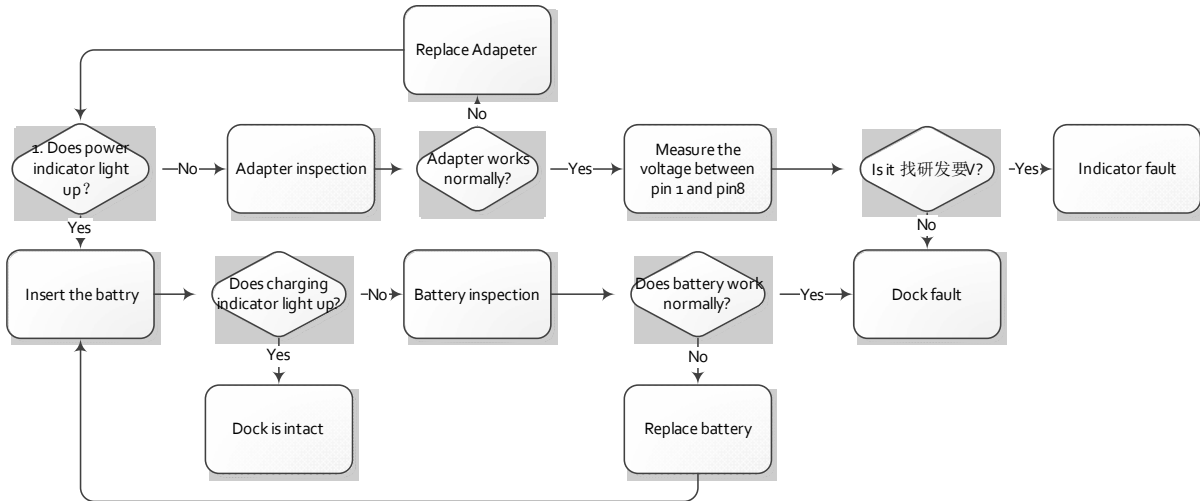 Replace Adapeter
No
1. Does power
indicator light
up？
No
Adapter inspection
Adapter works
normally?
Yes
Measure the
voltage between
pin 1 and pin8
Is it 找研发要V?
Yes
Indicator fault
Yes
No
Insert the battry
Does charging
indicator light up?
No
Battery inspection
Does battery work
normally?
Yes
Dock fault
Yes
No
Dock is intact
Replace battery